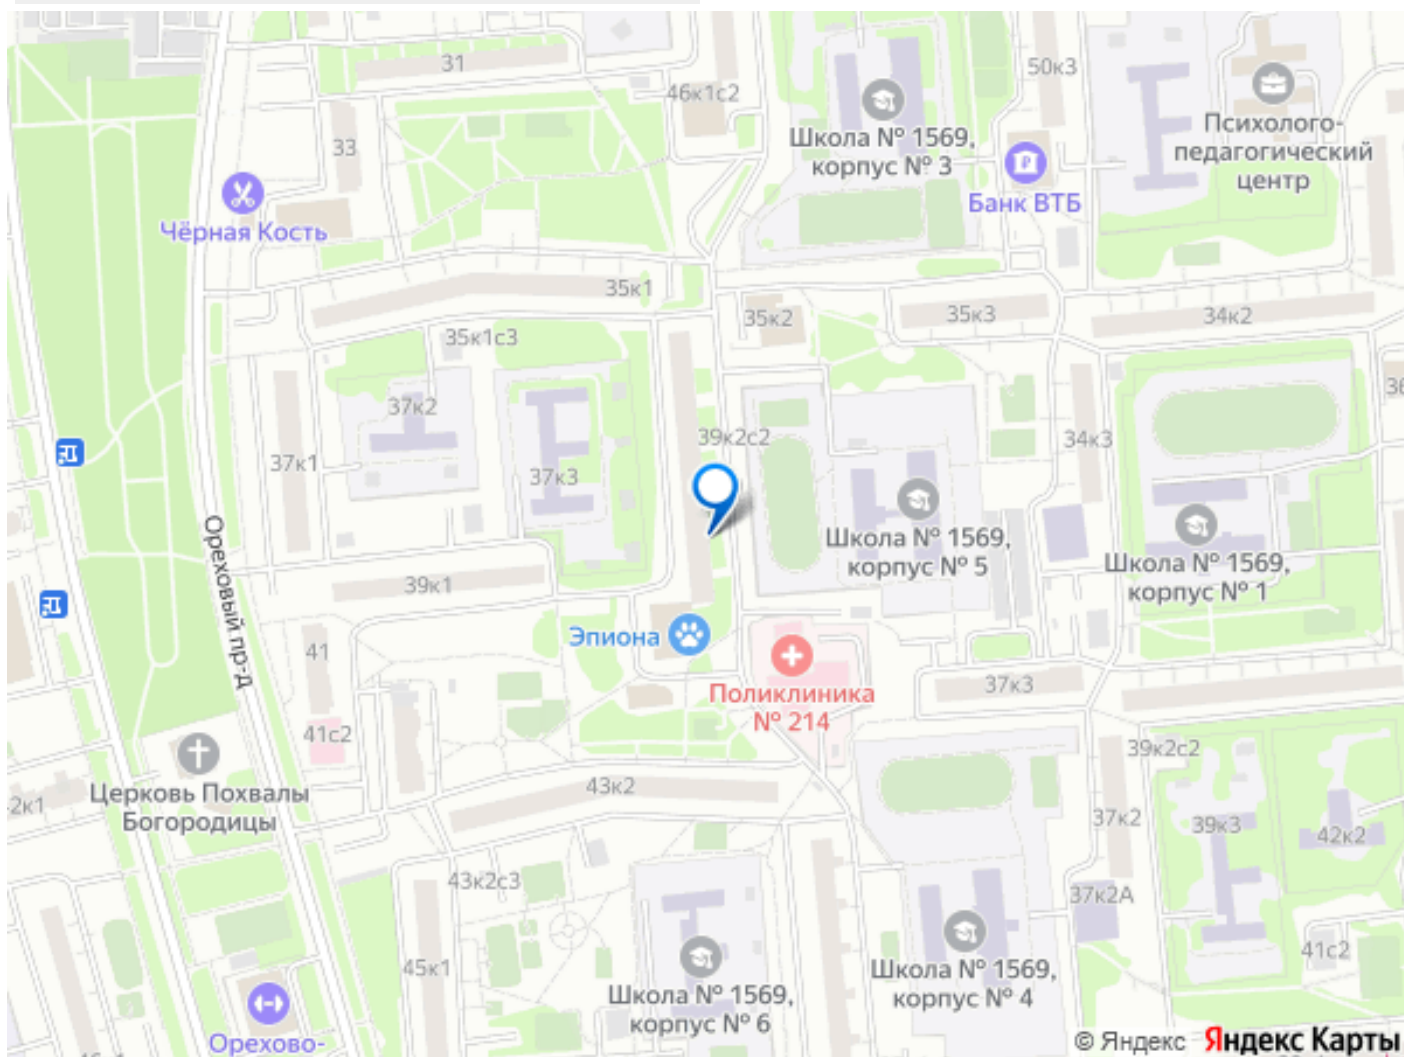 31
46к1с2
50к3
33
Школа № 1569,
корпус № 3
Психолого-
педагогический
центр
Банк ВТБ
Чёрная Кость
35к1
35к2
35к3
34к2
35к1с3
37к2
37к1
37к3
39к2с2
34к3
36
Ореховый пр-д
Школа № 1569,
корпус № 5
Школа № 1569,
корпус № 1
39к1
Эпиона
41
Поликлиника
№ 214
37к3
41с2
39к2с2
Церковь Похвалы
Богородицы
2к1
43к2
37к2
39к3
42к2
43к2с3
37к2А
45к1
41с2
Школа № 1569,
корпус № 6
Школа № 1569,
корпус № 4
Орехово-
© Яндекс Яндекс Карты